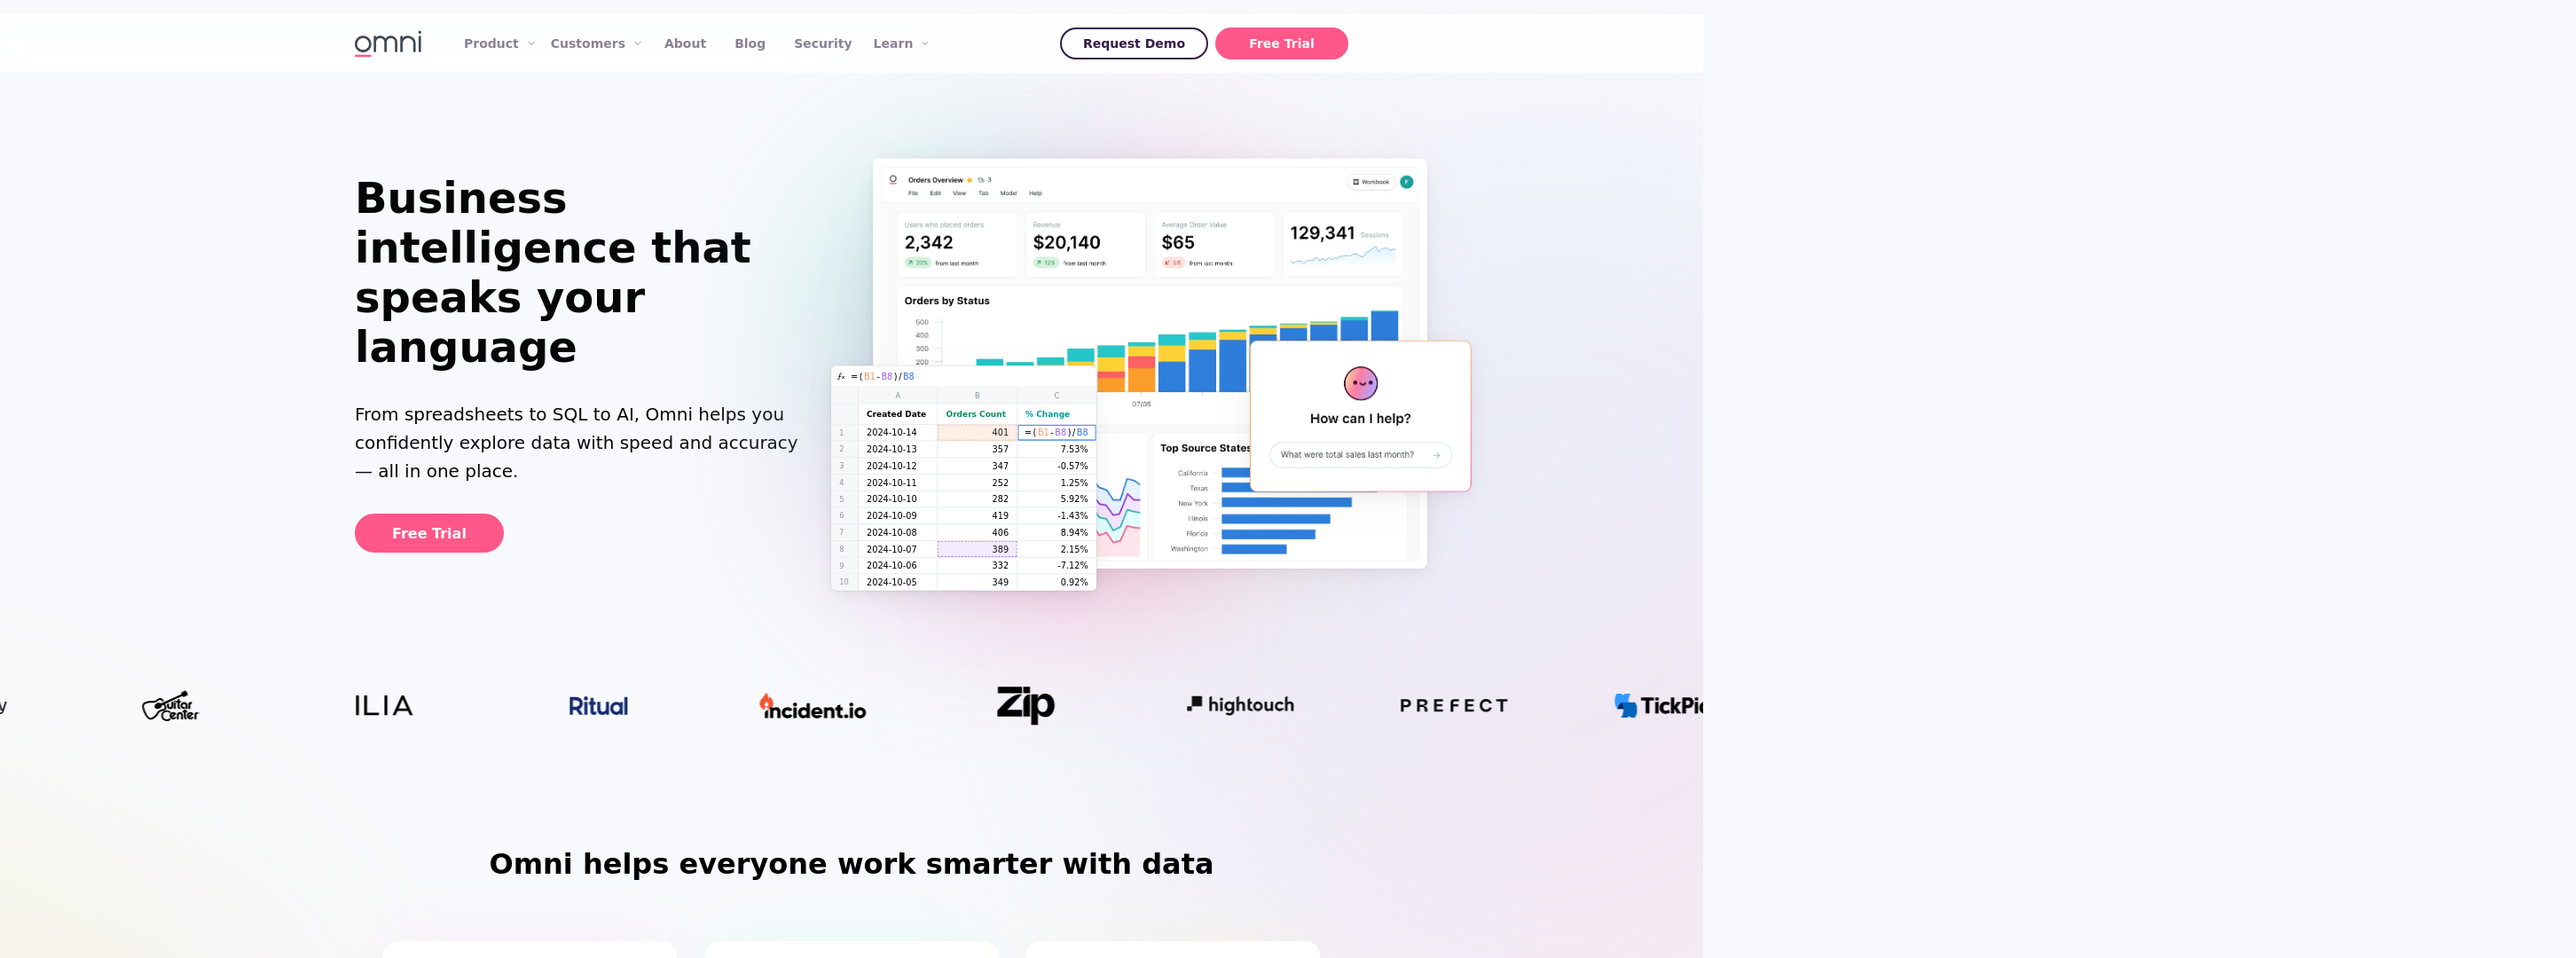 omni
Product
Customers
About
Blog
Security
Learn
Request Demo
Free Trial
Business
intelligence that
speaks your
language
From spreadsheets to SQL to AI, Omni helps you
confidently explore data with speed and accuracy
— all in one place.
Free Trial
Orders Overview 3
File Edit View Tab Model Help
Workbook
F
Users who placed orders
2,342
from last month
Revenue
$20,140
12%
from last month
Average Order Value
$65
5%
from last month
129,341 Sessions
Orders by Status
500
400
300
200
07/06
fx =(B1-B8)/B8
A B C
Created Date Orders Count % Change
1 2024-10-14 401 =(B1-B8)/B8
2 2024-10-13 357 7.53%
3 2024-10-12 347 -0.57%
4 2024-10-11 252 1.25%
5 2024-10-10 282 5.92%
6 2024-10-09 419 -1.43%
7 2024-10-08 406 8.94%
8 2024-10-07 389 2.15%
9 2024-10-06 332 -7.12%
10 2024-10-05 349 0.92%
Top Source States
California
Texas
New York
Illinois
Florida
Washington
How can I help?
What were total sales last month?
y
Guitar Center
ILIA
Ritual
incident.io
Zip
hightouch
PREFECT
TickPic
Omni helps everyone work smarter with data